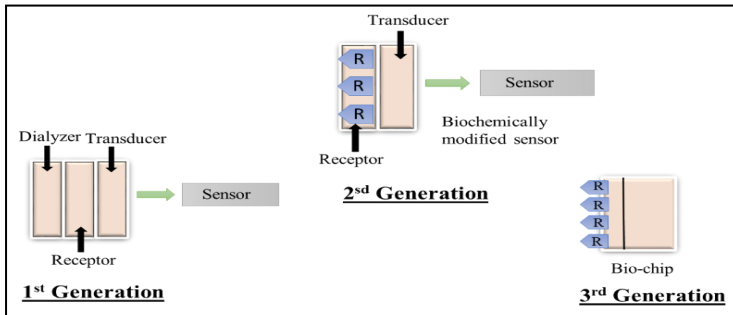 Dialyzer Transducer
Sensor
Receptor
1st Generation
Transducer
R
R
R
Sensor
Biochemically
modified sensor
Receptor
2sd Generation
R
R
R
R
Bio-chip
3rd Generation